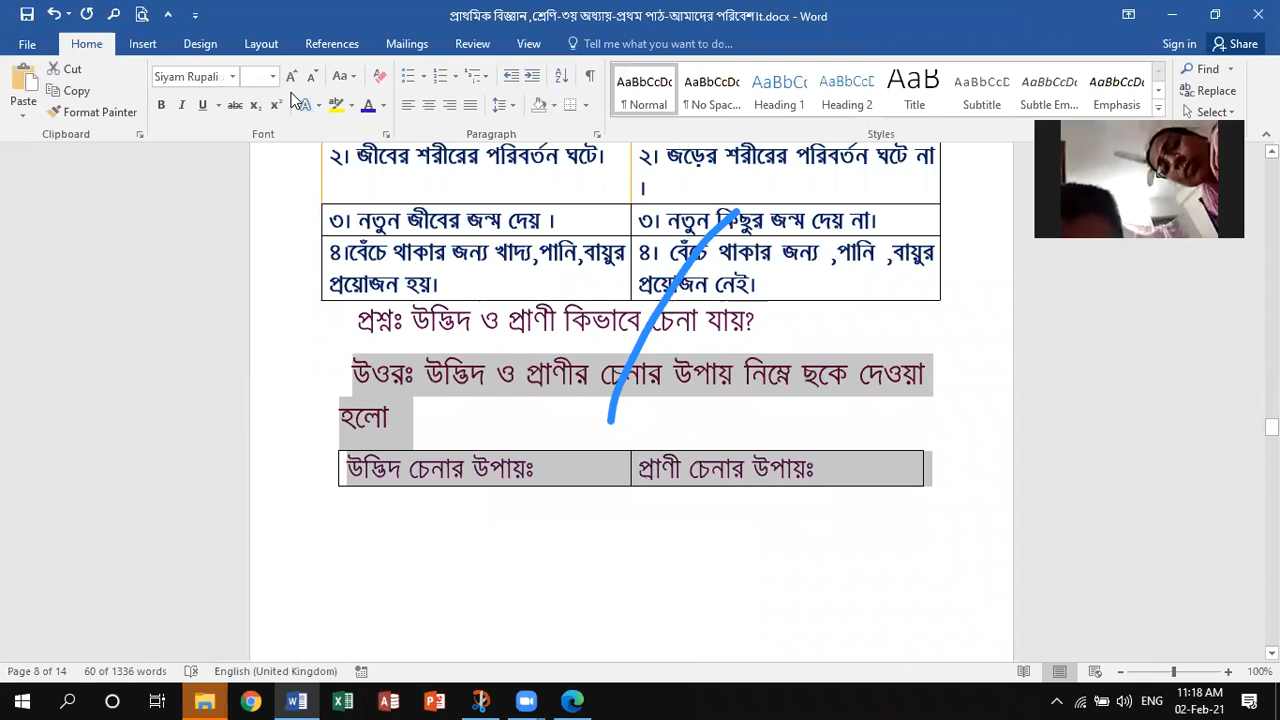 প্রাথমিক বিজ্ঞান ,শ্রেণি-৩য় অধ্যায়-প্রথম পাঠ-আমাদের পরিবেশlt.docx - Word
File Home Insert Design Layout References Mailings Review View Tell me what you want to do... Sign in Share
Cut
Copy
Format Painter
Paste
Siyam Rupali
AaBbCcDc AaBbCcDc AaBbCc AaBbCcD AaB AaBbCcD AaBbCcDc AaBbCcDc
¶ Normal ¶ No Spac... Heading 1 Heading 2 Title Subtitle Subtle Em... Emphasis
Find
Replace
Select
Clipboard Font Paragraph Styles Editing
২। জীবের শরীরের পরিবর্তন ঘটে। ২। জড়ের শরীরের পরিবর্তন ঘটে না
।
৩। নতুন জীবের জন্ম দেয় । ৩। নতুন কিছুর জন্ম দেয় না।
৪।বেঁচে থাকার জন্য খাদ্য,পানি,বায়ুর ৪। বেঁচে থাকার জন্য ,পানি ,বায়ুর
প্রয়োজন হয়। প্রয়োজন নেই।
প্রশ্নঃ উদ্ভিদ ও প্রাণী কিভাবে চেনা যায়?
উওরঃ উদ্ভিদ ও প্রাণীর চেনার উপায় নিম্নে ছকে দেওয়া
হলো
উদ্ভিদ চেনার উপায়ঃ প্রাণী চেনার উপায়ঃ
Page 8 of 14 60 of 1336 words English (United Kingdom) 100%
ENG 11:18 AM
02-Feb-21